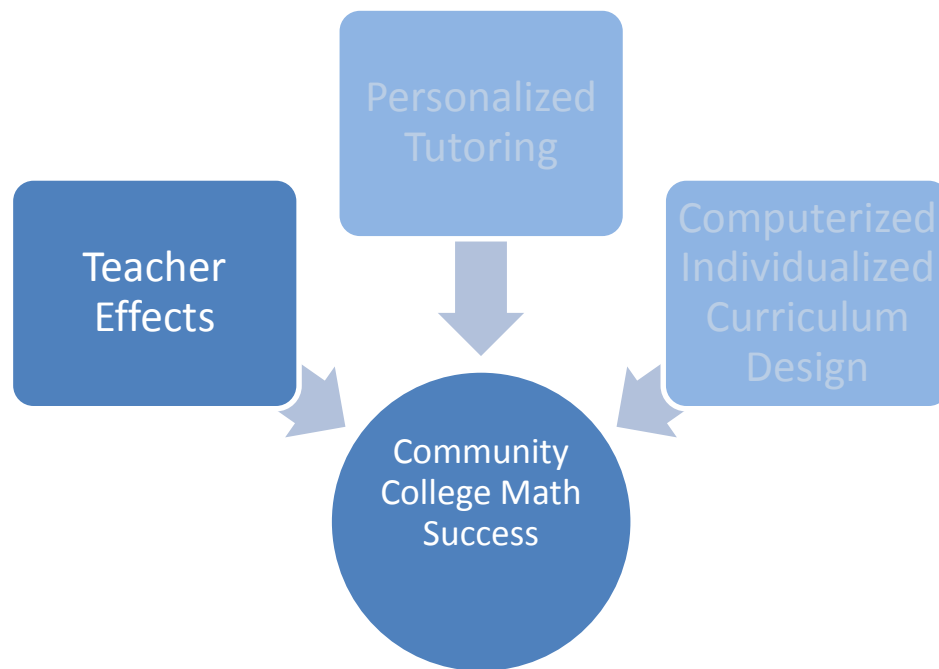 Personalized
Tutoring
Teacher
Effects
Computerized
Individualized
Curriculum
Design
Community
College Math
Success